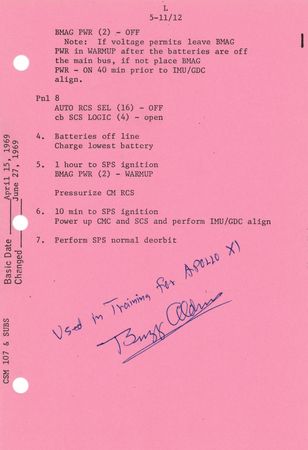 L
5-11/12
BMAG PWR (2) - OFF
Note: If voltage permits leave BMAG
PWR in WARMUP after the batteries are off
the main bus, if not place BMAG
PWR - ON 40 min prior to IMU/GDC
align.
Pnl 8
AUTO RCS SEL (16) - OFF
cb SCS LOGIC (4) - open
4. Batteries off line
Charge lowest battery
5. 1 hour to SPS ignition
BMAG PWR (2) - WARMUP
Pressurize CM RCS
6. 10 min to SPS ignition
Power up CMC and SCS and perform IMU/GDC align
7. Perform SPS normal deorbit
Used in Training for APOLLO XI
Buzz Aldrin
CSM 107 & SUBS
Basic Date April 15, 1969
Changed June 27, 1969